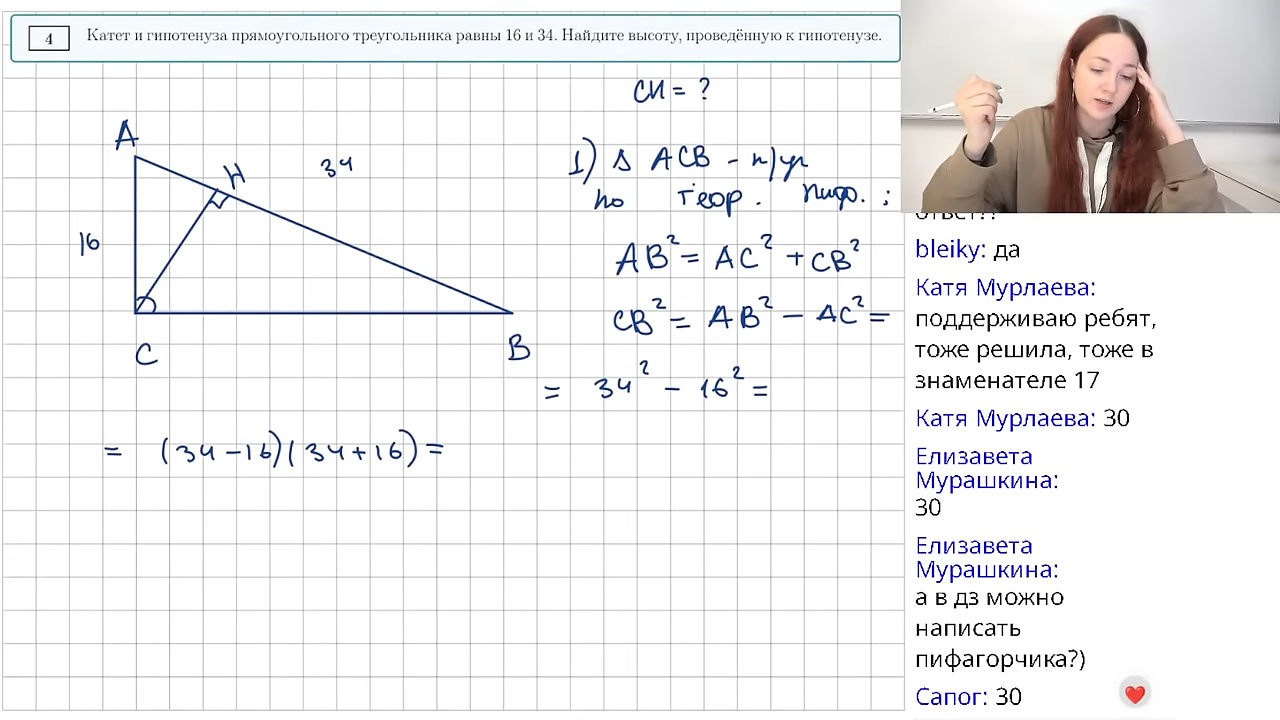 4 Катет и гипотенуза прямоугольного треугольника равны 16 и 34. Найдите высоту, проведённую к гипотенузе.
CH = ?
A
H
34
16
C
B
1) Δ ACB - п/уг
по теор. Пиф. :
AB² = AC² + CB²
CB² = AB² - AC² =
= 34² - 16² =
= (34-16)(34+16) =
ответ??
bleiky: да
Катя Мурлаева:
поддерживаю ребят,
тоже решила, тоже в
знаменателе 17
Катя Мурлаева: 30
Елизавета
Мурашкина:
30
Елизавета
Мурашкина:
а в дз можно
написать
пифагорчика?)
Сапог: 30